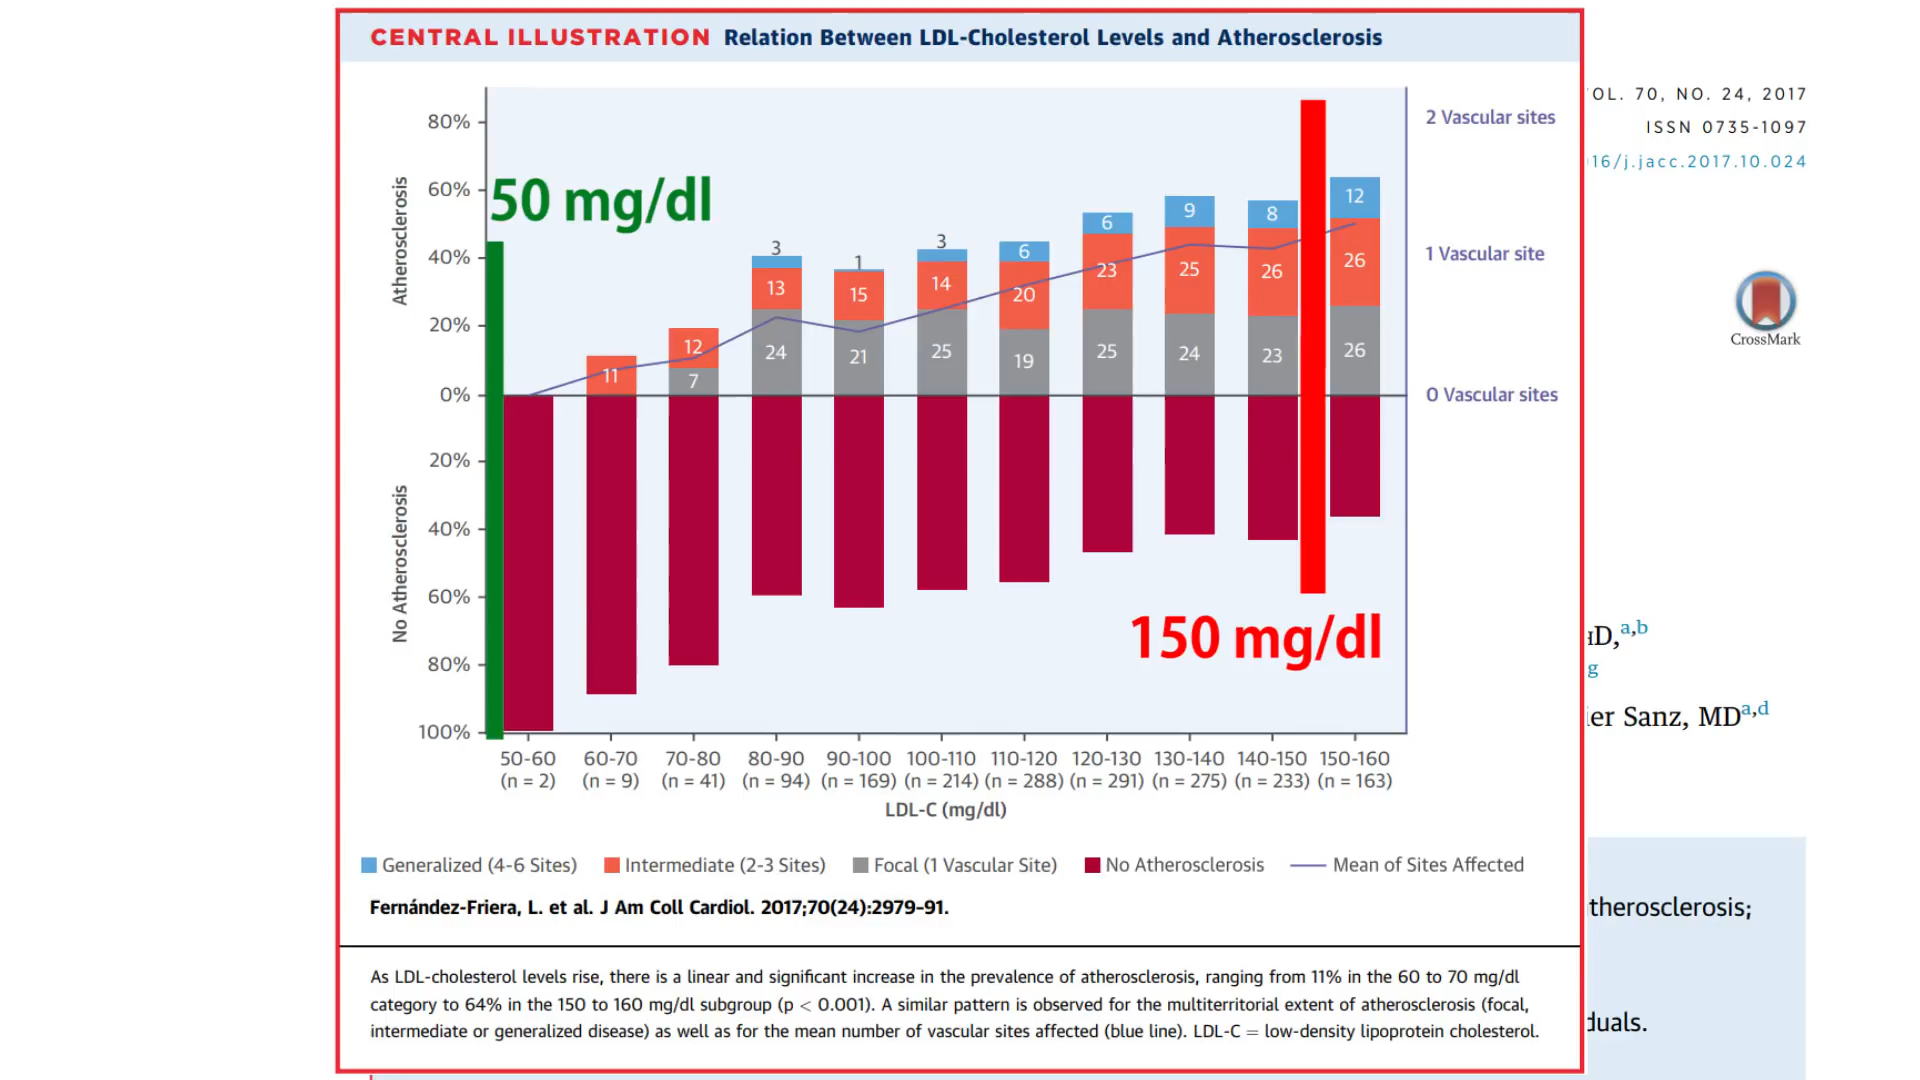 CENTRAL ILLUSTRATION Relation Between LDL-Cholesterol Levels and Atherosclerosis
OL. 70, NO. 24, 2017
ISSN 0735-1097
16/j.jacc.2017.10.024
CrossMark
D,a,b
g
ier Sanz, MDa,d
therosclerosis;
duals.
Atherosclerosis
No Atherosclerosis
80%
60%
40%
20%
0%
20%
40%
60%
80%
100%
50 mg/dl
150 mg/dl
2 Vascular sites
1 Vascular site
0 Vascular sites
11
12
7
3
13
24
1
15
21
3
14
25
6
20
19
6
23
25
9
25
24
8
26
23
12
26
26
50-60 60-70 70-80 80-90 90-100 100-110 110-120 120-130 130-140 140-150 150-160
(n = 2) (n = 9) (n = 41) (n = 94) (n = 169) (n = 214) (n = 288) (n = 291) (n = 275) (n = 233) (n = 163)
LDL-C (mg/dl)
Generalized (4-6 Sites) Intermediate (2-3 Sites) Focal (1 Vascular Site) No Atherosclerosis Mean of Sites Affected
Fernández-Friera, L. et al. J Am Coll Cardiol. 2017;70(24):2979–91.
As LDL-cholesterol levels rise, there is a linear and significant increase in the prevalence of atherosclerosis, ranging from 11% in the 60 to 70 mg/dl
category to 64% in the 150 to 160 mg/dl subgroup (p < 0.001). A similar pattern is observed for the multiterritorial extent of atherosclerosis (focal,
intermediate or generalized disease) as well as for the mean number of vascular sites affected (blue line). LDL-C = low-density lipoprotein cholesterol.